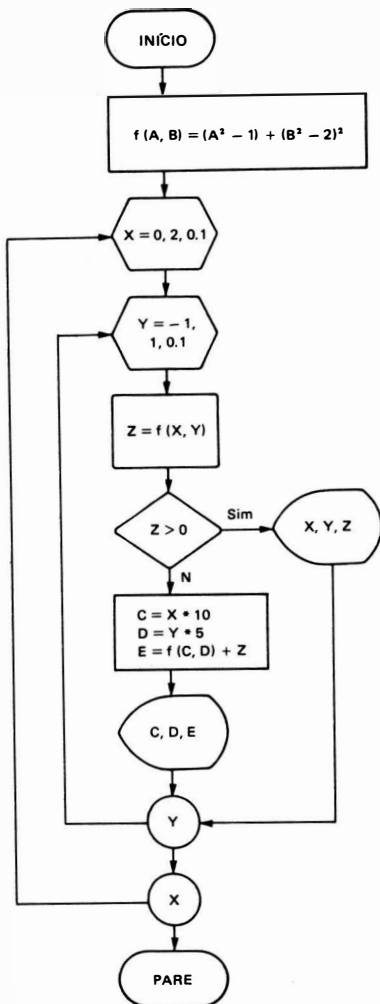 INÍCIO
f (A, B) = (A² − 1) + (B² − 2)²
X = 0, 2, 0.1
Y = − 1,
1, 0.1
Z = f (X, Y)
Z > 0
Sim
X, Y, Z
N
C = X * 10
D = Y * 5
E = f (C, D) + Z
C, D, E
Y
X
PARE